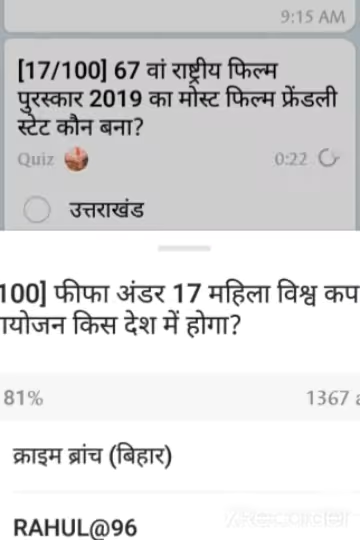 9:15 AM
[17/100] 67 वां राष्ट्रीय फिल्म
पुरस्कार 2019 का मोस्ट फिल्म फ्रेंडली
स्टेट कौन बना?
Quiz 0:22
उत्तराखंड
100] फीफा अंडर 17 महिला विश्व कप
योजन किस देश में होगा?
81% 1367
क्राइम ब्रांच (बिहार)
RAHUL@96